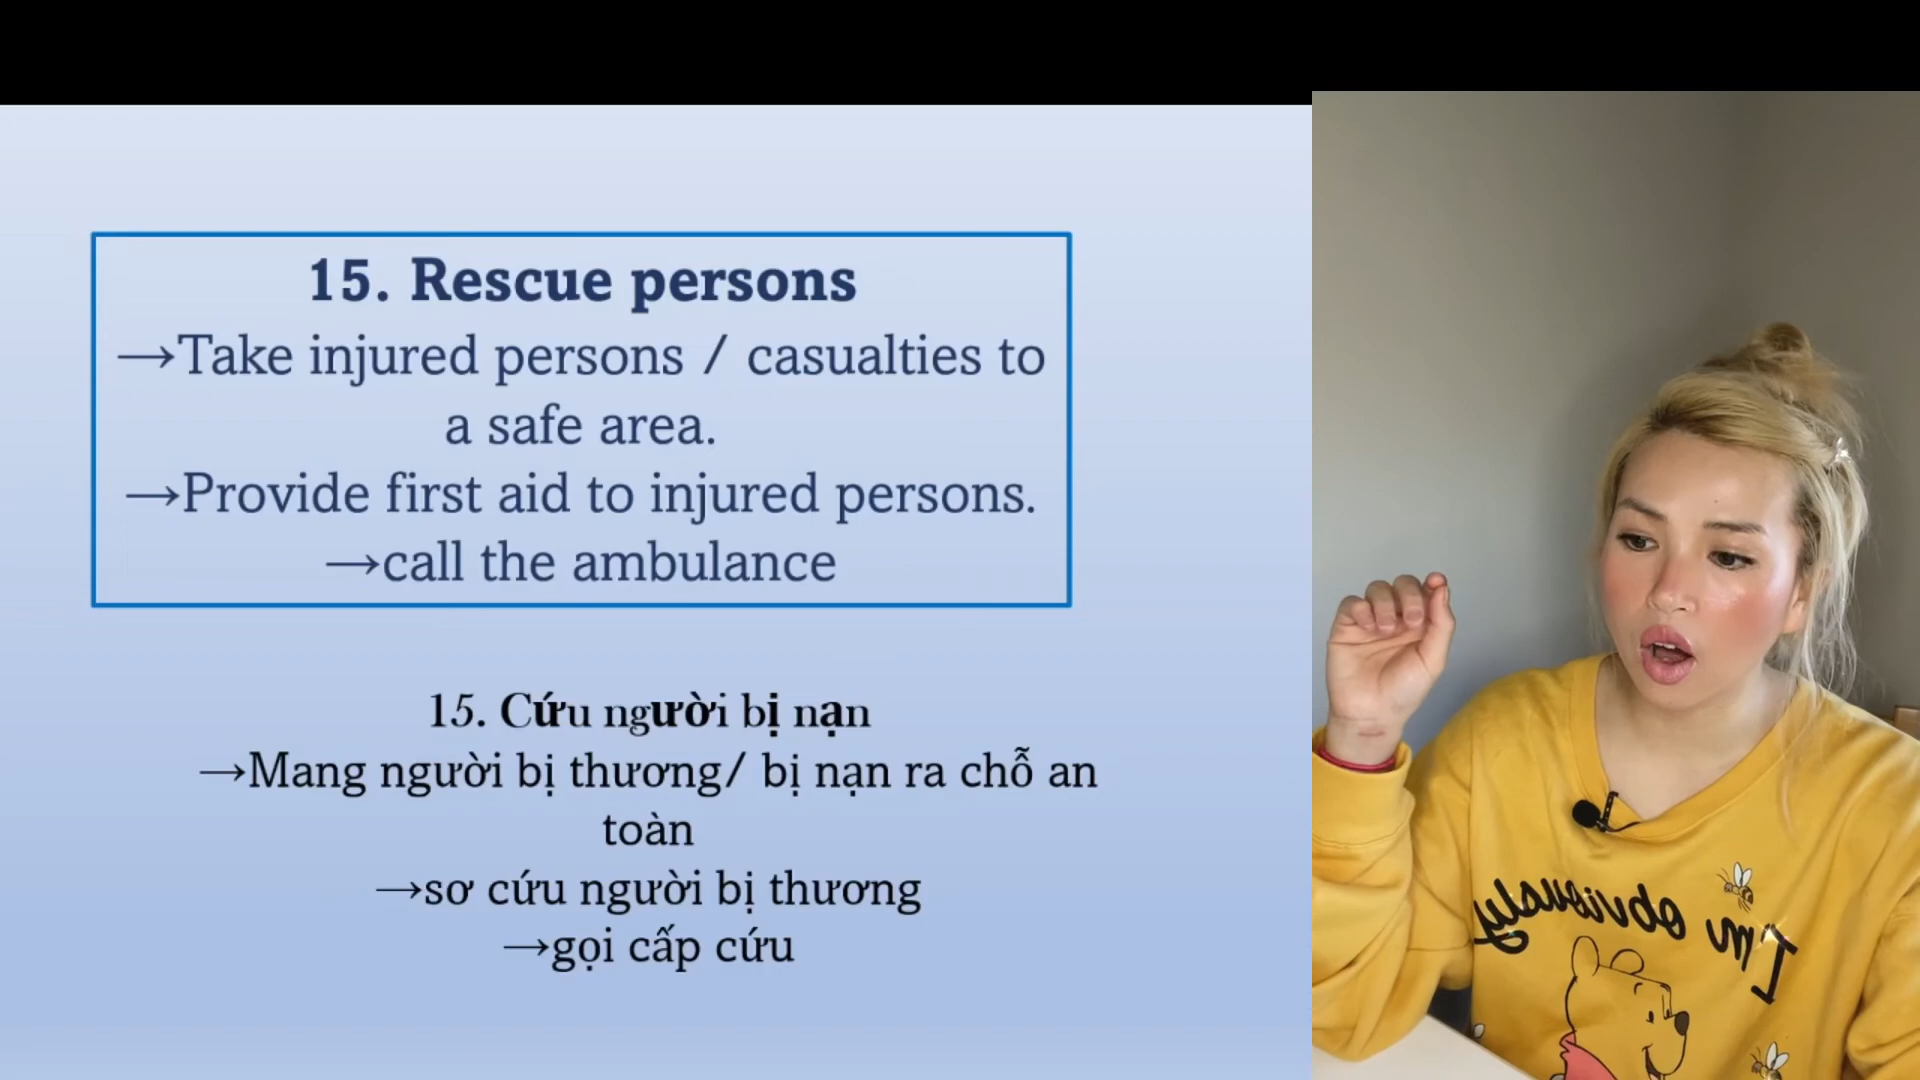 15. Rescue persons
→Take injured persons / casualties to
a safe area.
→Provide first aid to injured persons.
→call the ambulance
15. Cứu người bị nạn
→Mang người bị thương/ bị nạn ra chỗ an
toàn
→sơ cứu người bị thương
→gọi cấp cứu
I'm obviously